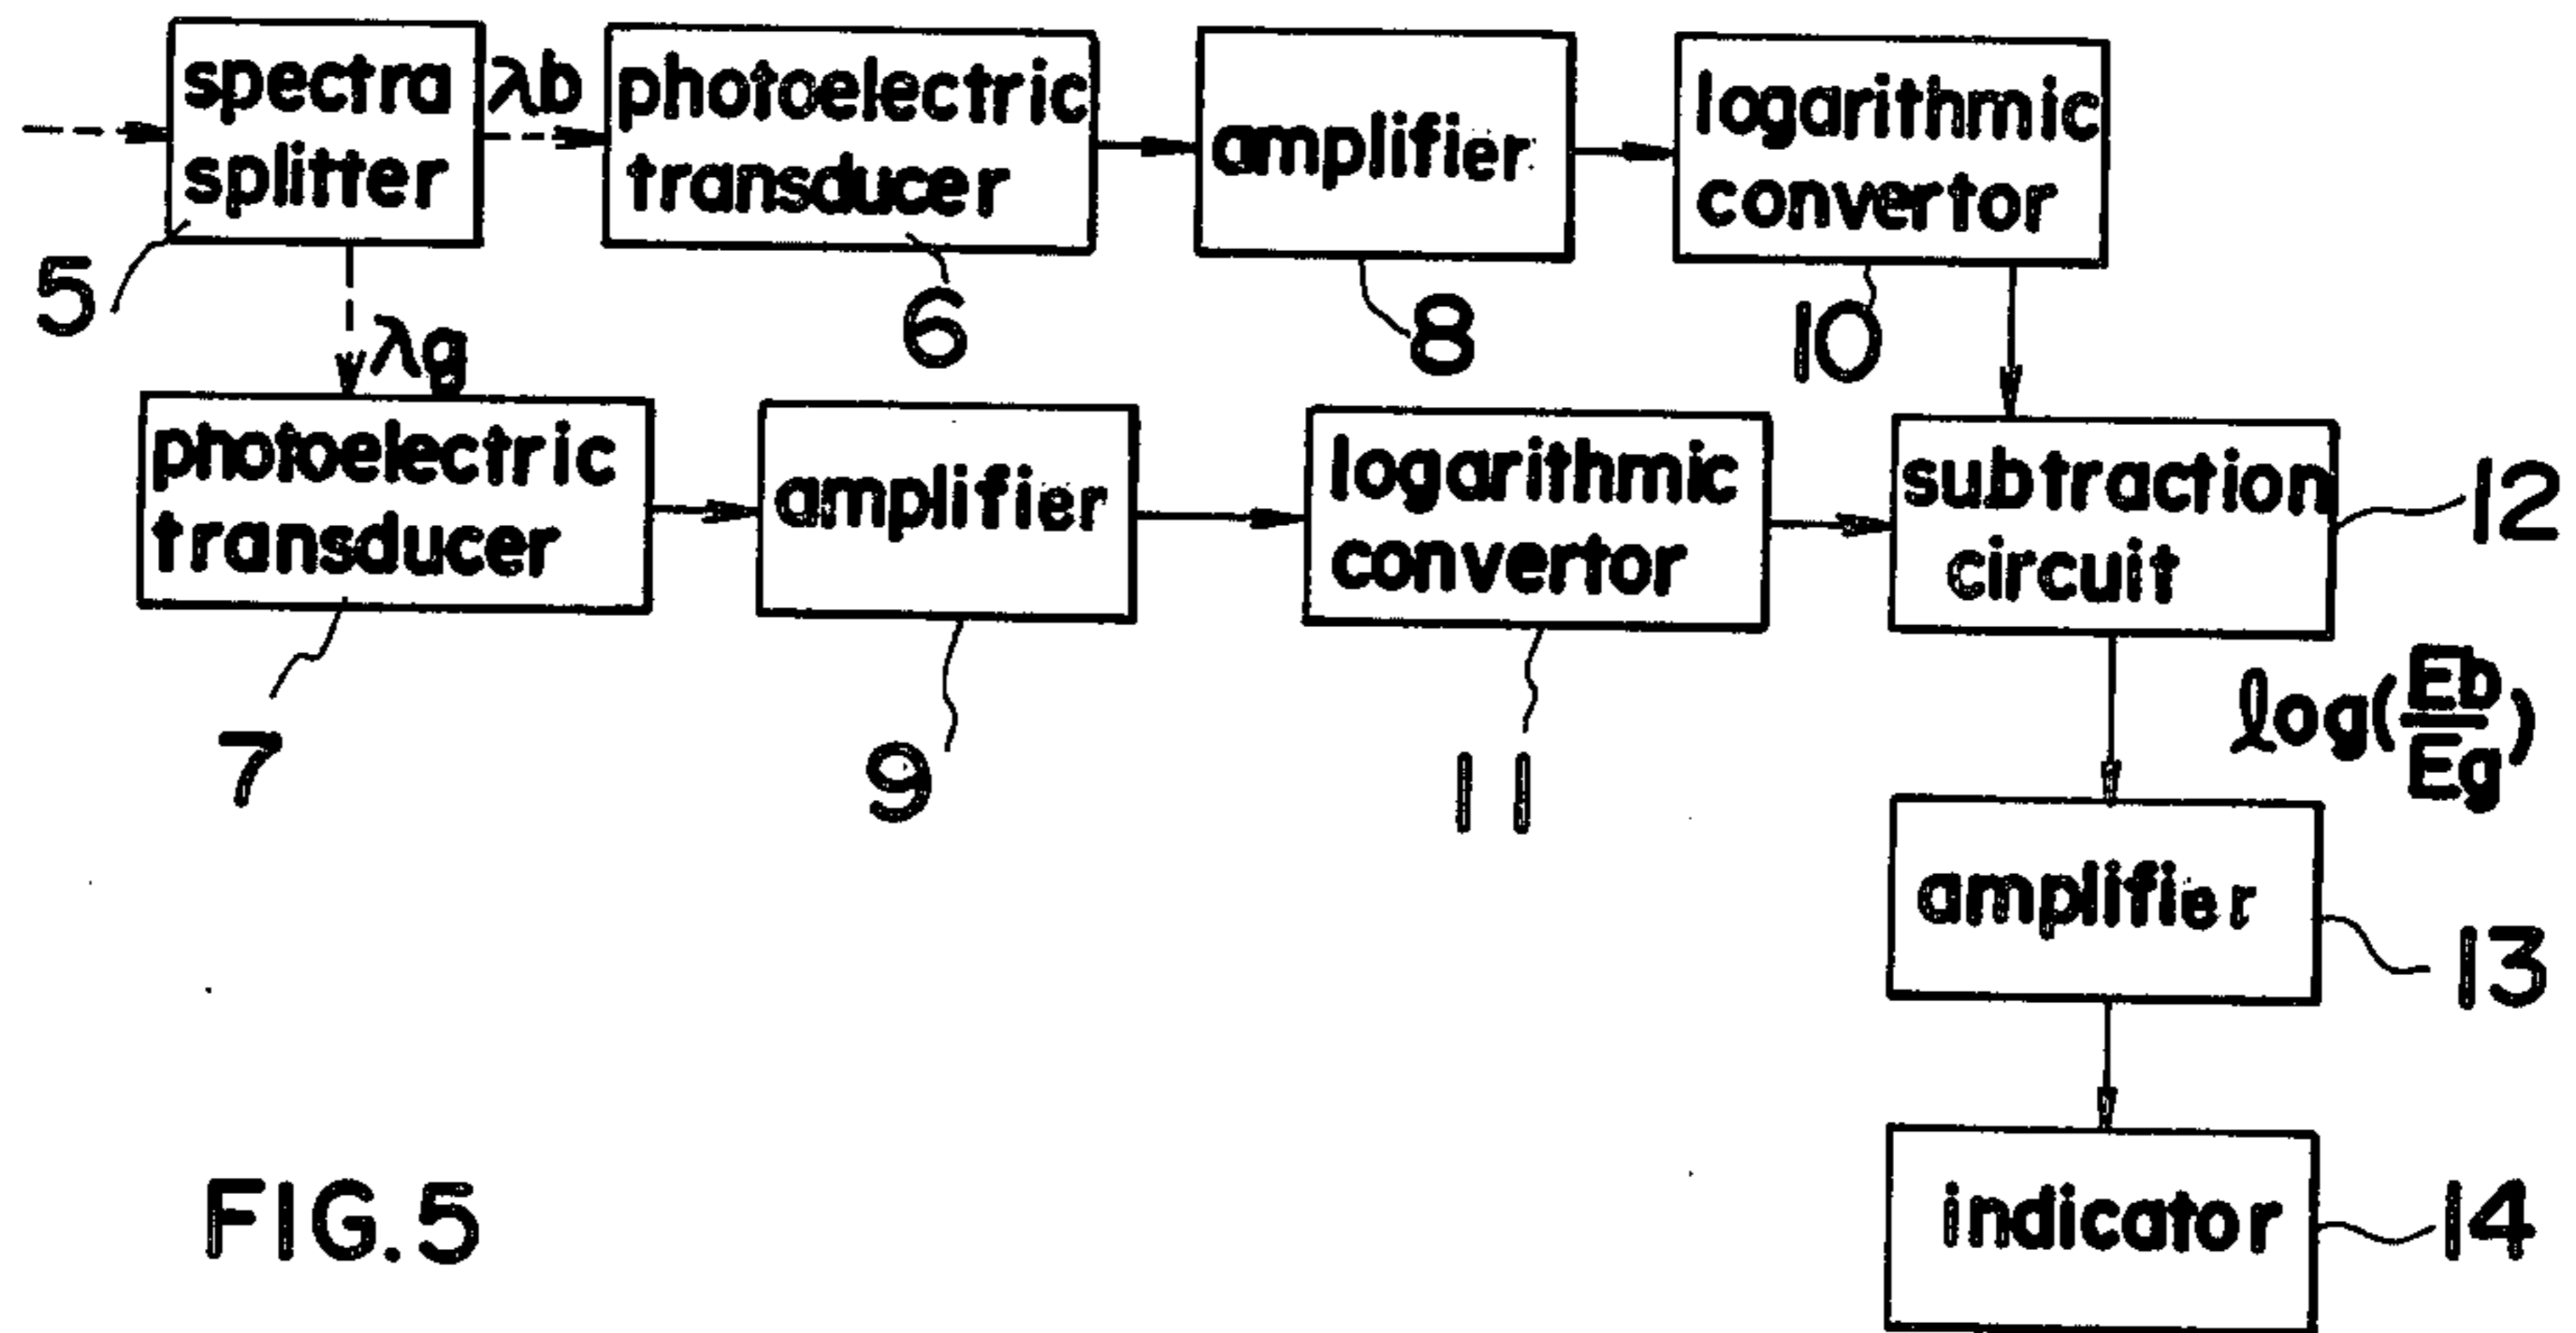 spectra
splitter
λb
photoelectric
transducer
amplifier
logarithmic
convertor
5
6
8
10
λg
photoelectric
transducer
amplifier
logarithmic
convertor
subtraction
circuit
12
7
9
11
log(Eb/Eg)
amplifier
13
indicator
14
FIG.5